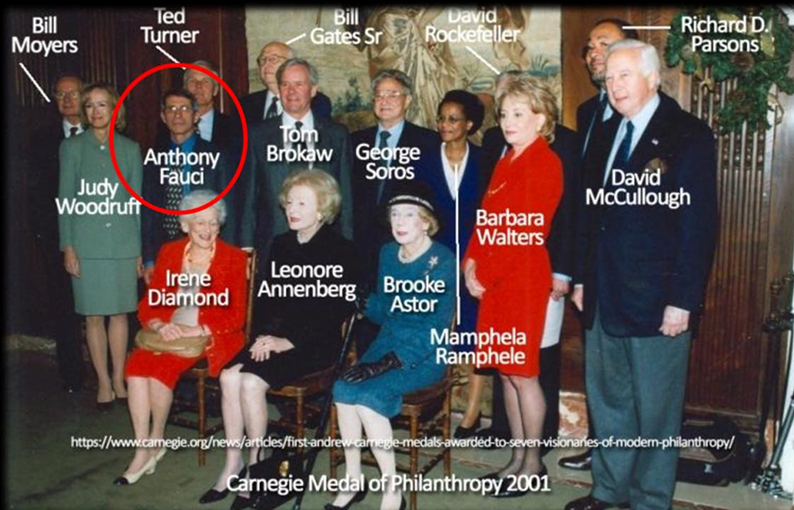 Bill
Moyers
Ted
Turner
Bill
Gates Sr
David
Rockefeller
Richard D.
Parsons
Judy
Woodruff
Anthony
Fauci
Tom
Brokaw
George
Soros
Barbara
Walters
David
McCullough
Irene
Diamond
Leonore
Annenberg
Brooke
Astor
Mamphela
Ramphele
https://www.carnegie.org/news/articles/first-andrew-carnegie-medals-awarded-to-seven-visionaries-of-modern-philanthropy/
Carnegie Medal of Philanthropy 2001